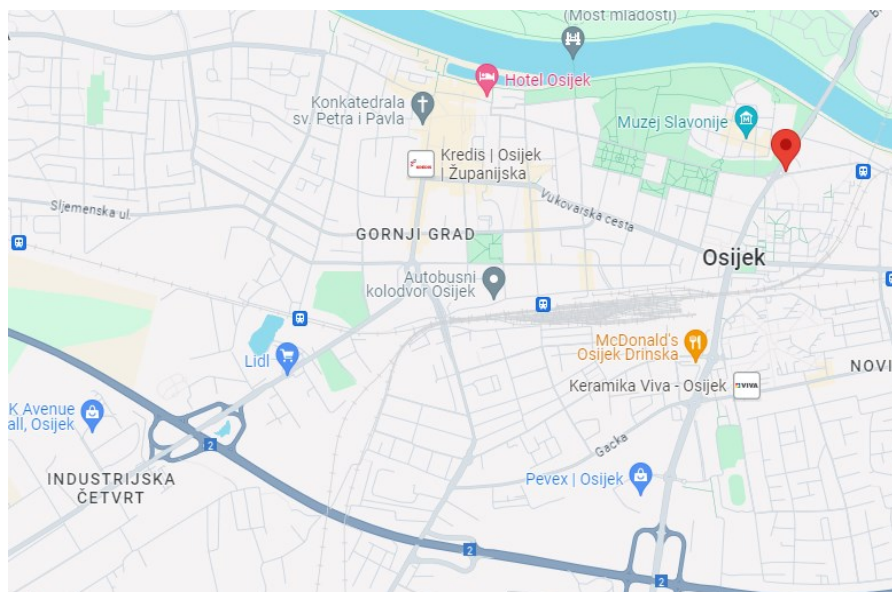 (Most mladosti)
Hotel Osijek
Konkatedrala
sv. Petra i Pavla
Muzej Slavonije
Kredis | Osijek
| Županijska
Vukovarska cesta
Sljemenska ul.
GORNJI GRAD
Osijek
Autobusni
kolodvor Osijek
McDonald's
Osijek Drinska
Lidl
Keramika Viva - Osijek
VIVA
NOVI
K Avenue
all, Osijek
Gacka
2
INDUSTRIJSKA
ČETVRT
Pevex | Osijek
2
2